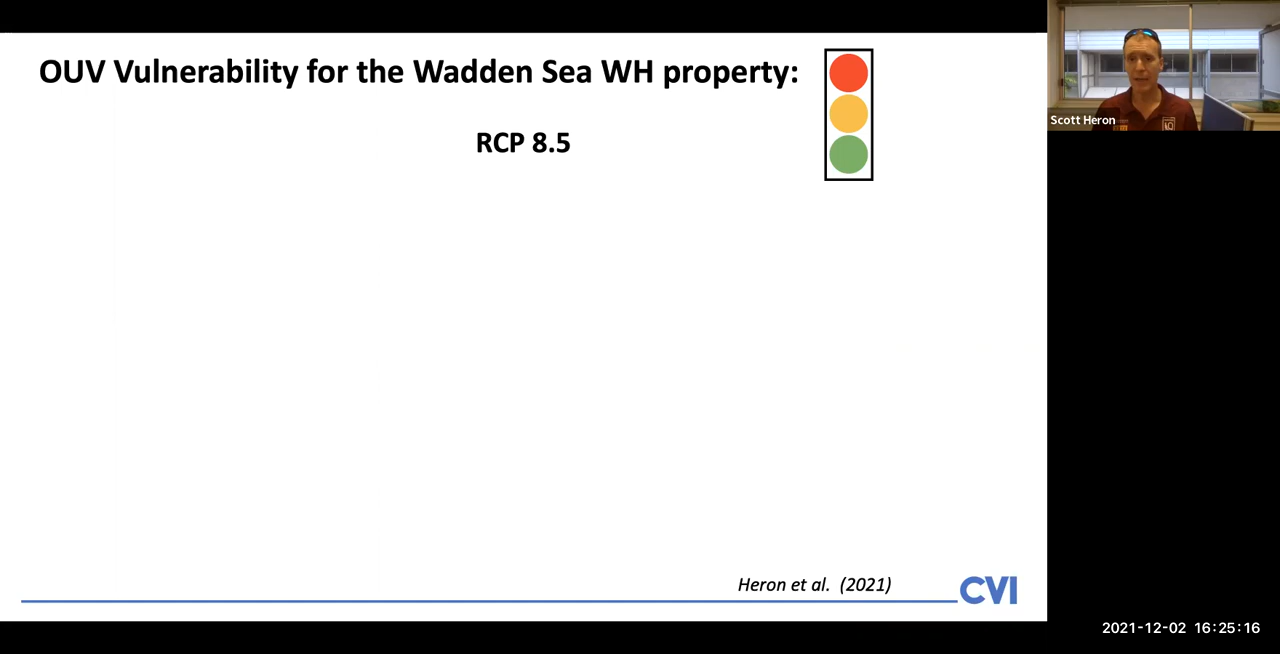 OUV Vulnerability for the Wadden Sea WH property:
RCP 8.5
Scott Heron
Heron et al. (2021)
CVI
2021-12-02 16:25:16